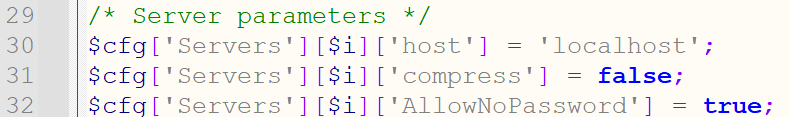 29 /* Server parameters */
30 $cfg['Servers'][$i]['host'] = 'localhost';
31 $cfg['Servers'][$i]['compress'] = false;
32 $cfg['Servers'][$i]['AllowNoPassword'] = true;